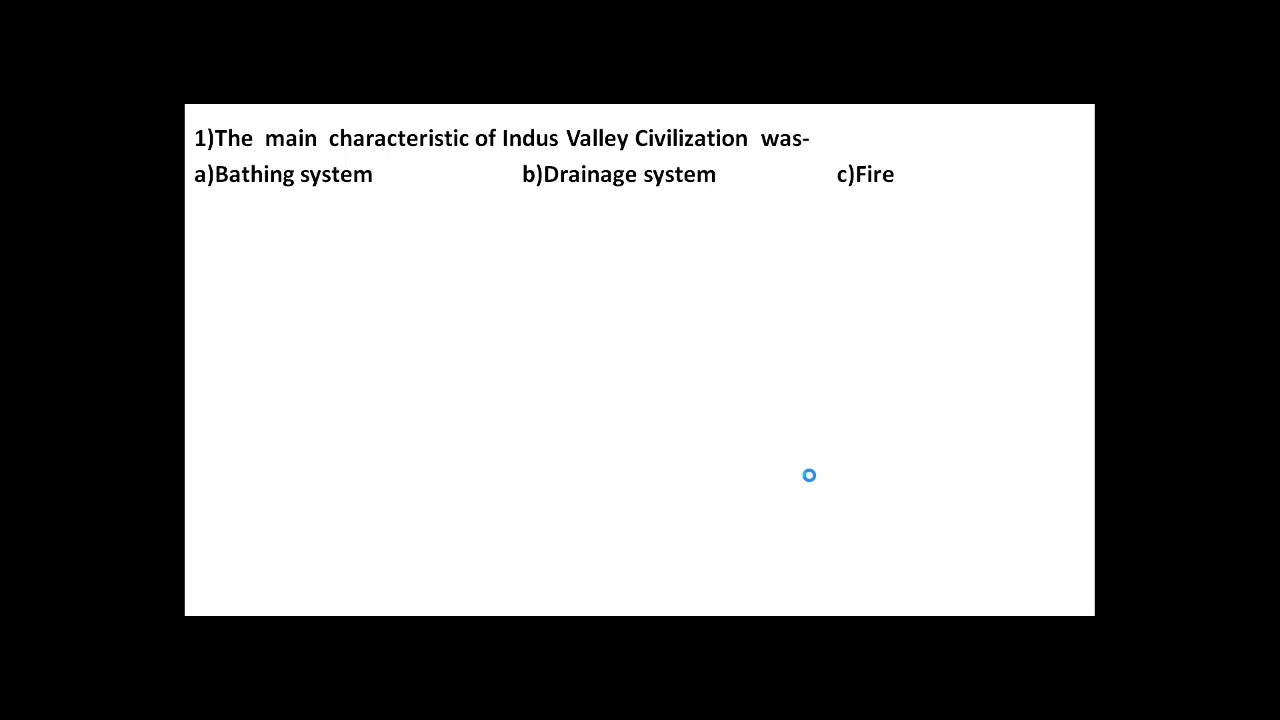 1)The main characteristic of Indus Valley Civilization was-
a)Bathing system b)Drainage system c)Fire